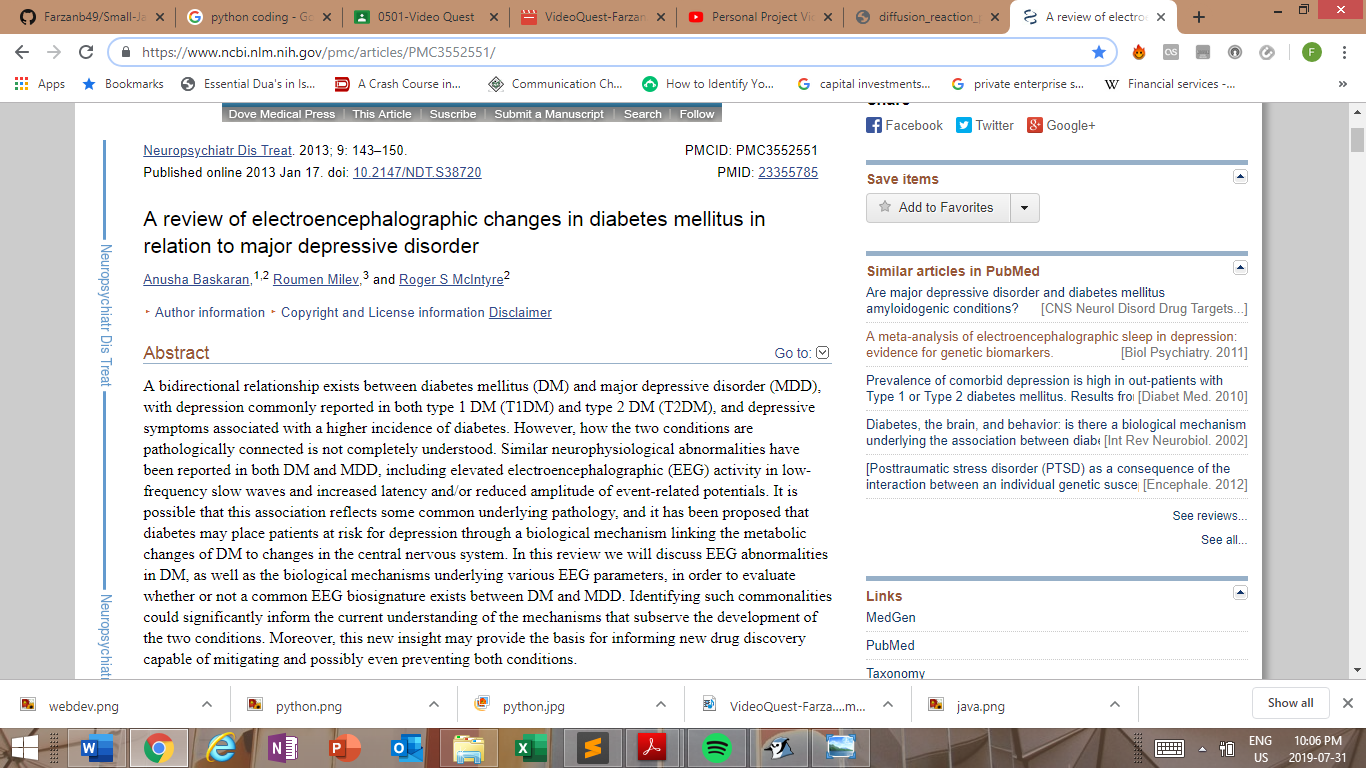 Farzanb49/Small-Ja
python coding - Go
0501-Video Quest
VideoQuest-Farzan
Personal Project Vid
diffusion_reaction_
A review of electro
https://www.ncbi.nlm.nih.gov/pmc/articles/PMC3552551/
F
Apps
Bookmarks
Essential Dua's in Is...
A Crash Course in...
Communication Ch...
How to Identify Yo...
capital investments...
private enterprise s...
Financial services -...
Dove Medical Press | This Article | Suscribe | Submit a Manuscript | Search | Follow
Neuropsychiatr Dis Treat. 2013; 9: 143–150.
PMCID: PMC3552551
Published online 2013 Jan 17. doi: 10.2147/NDT.S38720
PMID: 23355785
A review of electroencephalographic changes in diabetes mellitus in
relation to major depressive disorder
Anusha Baskaran,1,2 Roumen Milev,3 and Roger S McIntyre2
Author information Copyright and License information Disclaimer
Abstract
Go to:
A bidirectional relationship exists between diabetes mellitus (DM) and major depressive disorder (MDD),
with depression commonly reported in both type 1 DM (T1DM) and type 2 DM (T2DM), and depressive
symptoms associated with a higher incidence of diabetes. However, how the two conditions are
pathologically connected is not completely understood. Similar neurophysiological abnormalities have
been reported in both DM and MDD, including elevated electroencephalographic (EEG) activity in low-
frequency slow waves and increased latency and/or reduced amplitude of event-related potentials. It is
possible that this association reflects some common underlying pathology, and it has been proposed that
diabetes may place patients at risk for depression through a biological mechanism linking the metabolic
changes of DM to changes in the central nervous system. In this review we will discuss EEG abnormalities
in DM, as well as the biological mechanisms underlying various EEG parameters, in order to evaluate
whether or not a common EEG biosignature exists between DM and MDD. Identifying such commonalities
could significantly inform the current understanding of the mechanisms that subserve the development of
the two conditions. Moreover, this new insight may provide the basis for informing new drug discovery
capable of mitigating and possibly even preventing both conditions.
Neuropsychiatr Dis Treat
Neuropsychiat
Share
Facebook
Twitter
Google+
Save items
Add to Favorites
Similar articles in PubMed
Are major depressive disorder and diabetes mellitus
amyloidogenic conditions? [CNS Neurol Disord Drug Targets...]
A meta-analysis of electroencephalographic sleep in depression:
evidence for genetic biomarkers. [Biol Psychiatry. 2011]
Prevalence of comorbid depression is high in out-patients with
Type 1 or Type 2 diabetes mellitus. Results fro [Diabet Med. 2010]
Diabetes, the brain, and behavior: is there a biological mechanism
underlying the association between diabe [Int Rev Neurobiol. 2002]
[Posttraumatic stress disorder (PTSD) as a consequence of the
interaction between an individual genetic susce [Encephale. 2012]
See reviews...
See all...
Links
MedGen
PubMed
Taxonomy
webdev.png
python.png
python.jpg
VideoQuest-Farza....m...
java.png
Show all
ENG
US
10:06 PM
2019-07-31